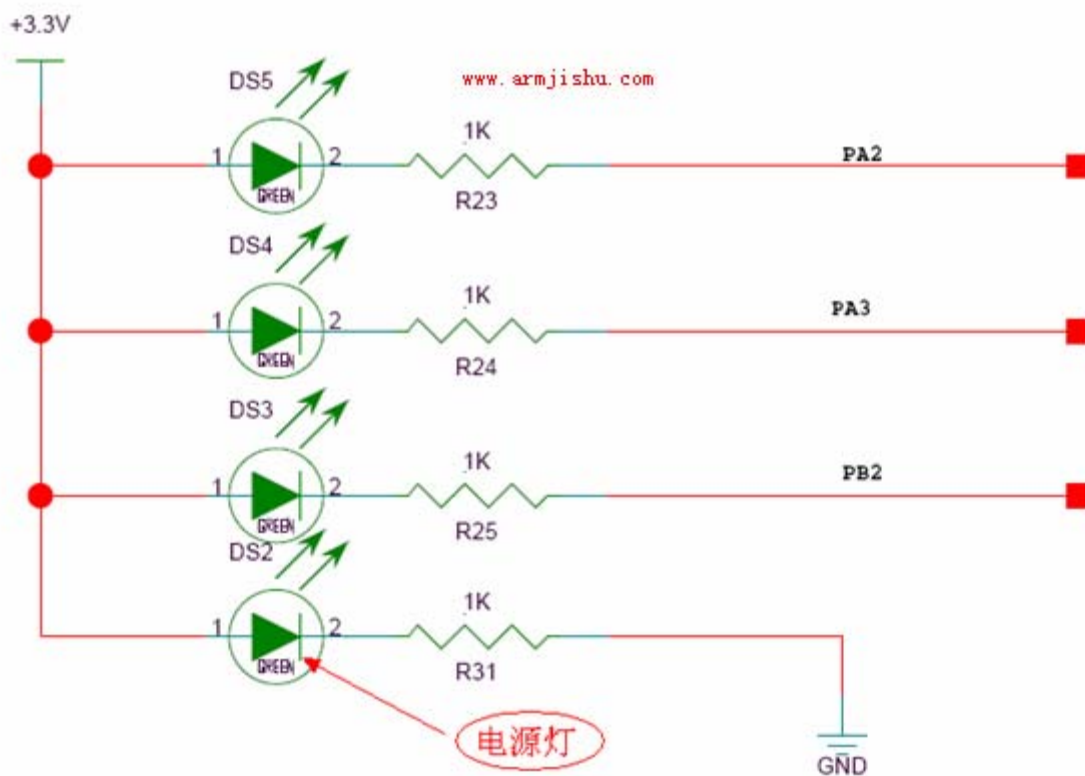 +3.3V
www.armjishu.com
DS5
1K
1
2
PA2
GREEN
R23
DS4
1K
1
2
PA3
GREEN
R24
DS3
1K
1
2
PB2
GREEN
R25
DS2
1K
1
2
GREEN
R31
电源灯
GND